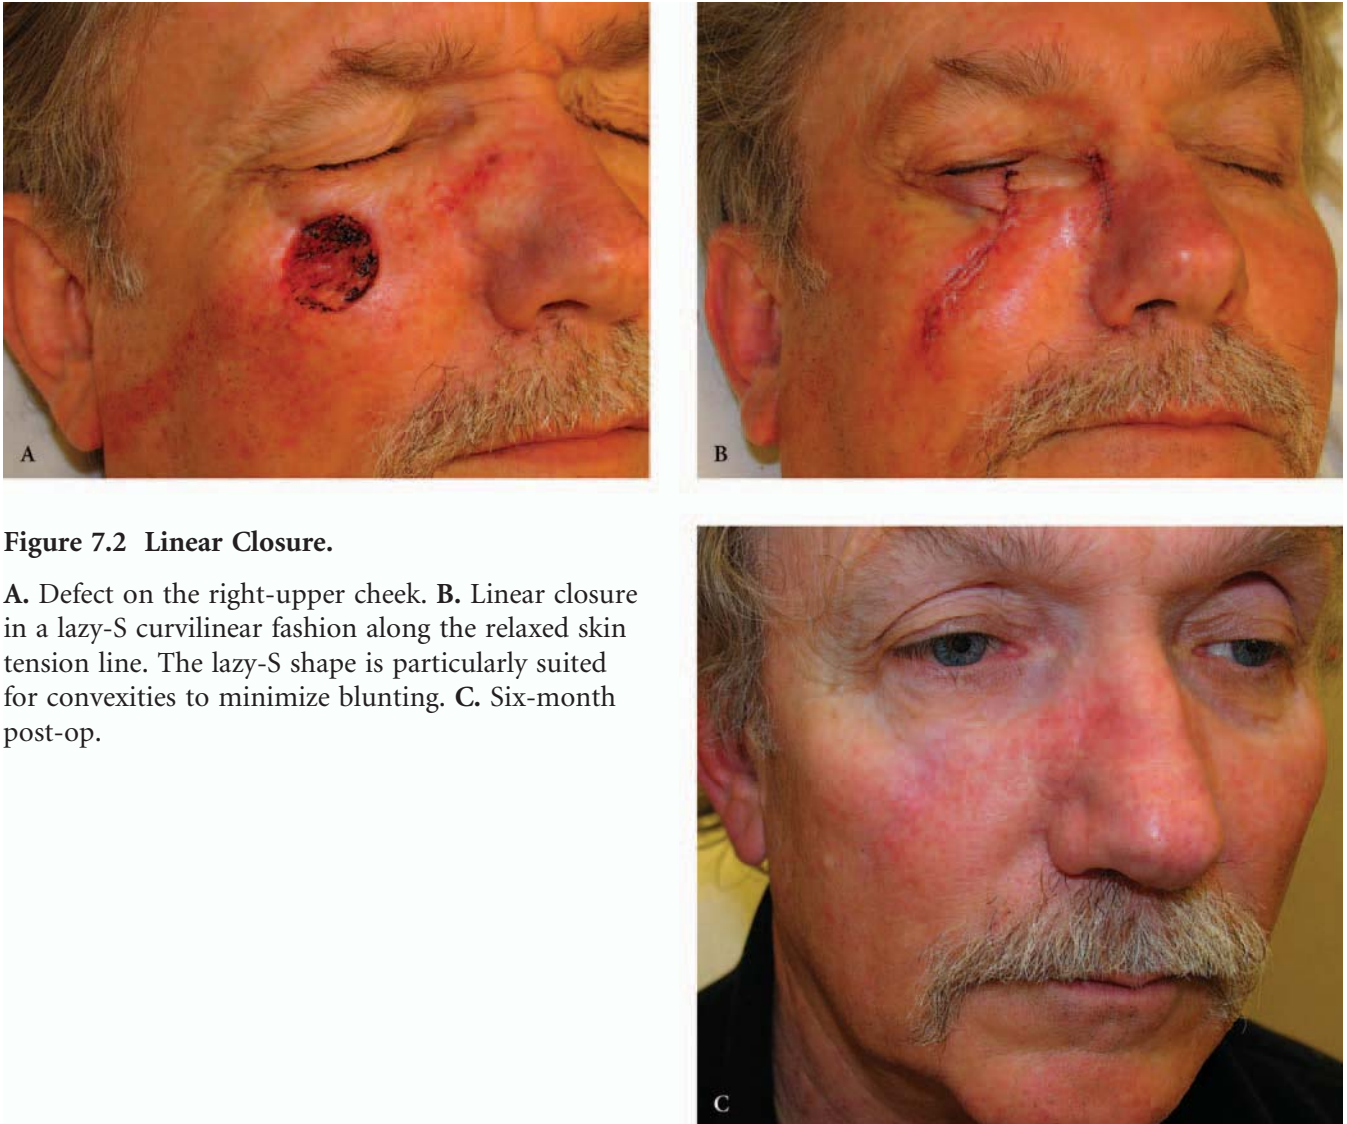 A
B
Figure 7.2 Linear Closure.
A. Defect on the right-upper cheek. B. Linear closure
in a lazy-S curvilinear fashion along the relaxed skin
tension line. The lazy-S shape is particularly suited
for convexities to minimize blunting. C. Six-month
post-op.
C